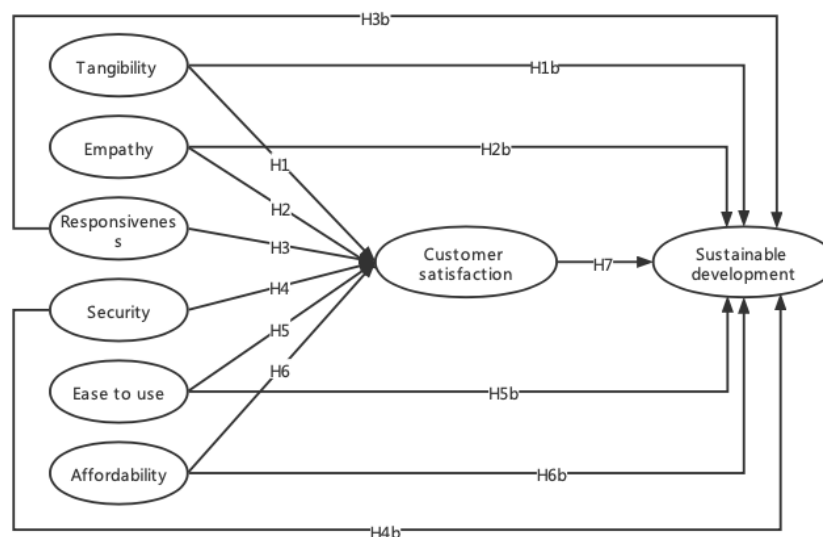 H3b
Tangibility
H1b
Empathy
H2b
H1
H2
Responsivenes
s
H3
Customer
satisfaction
H7
Sustainable
development
Security
H4
H5
H6
Ease to use
H5b
Affordability
H6b
H4b